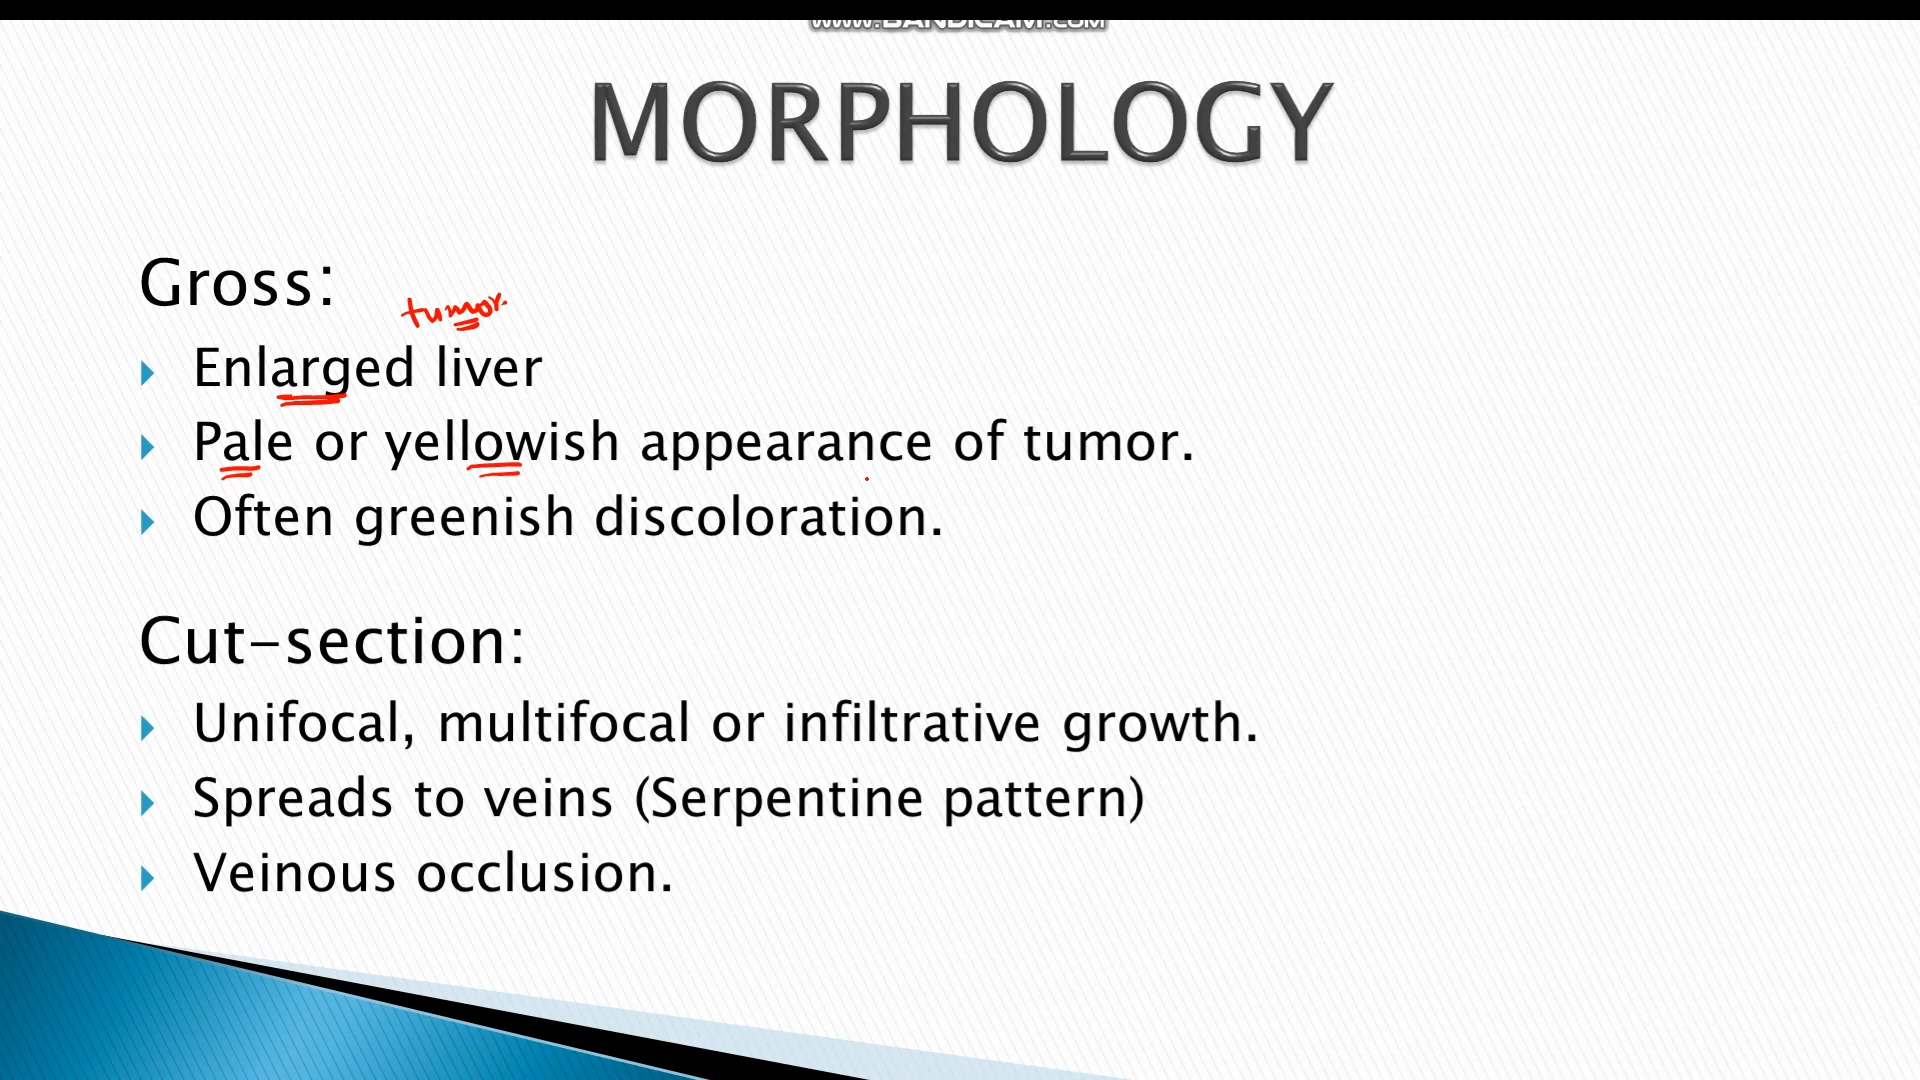 www.BANDICAM.com
MORPHOLOGY
Gross:
tumor.
Enlarged liver
Pale or yellowish appearance of tumor.
Often greenish discoloration.
Cut-section:
Unifocal, multifocal or infiltrative growth.
Spreads to veins (Serpentine pattern)
Veinous occlusion.